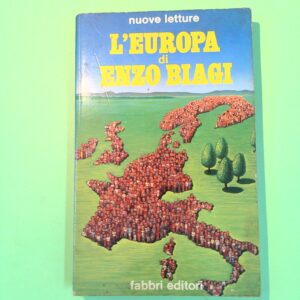 nuove letture
L'EUROPA
di
ENZO BIAGI
fabbri editori